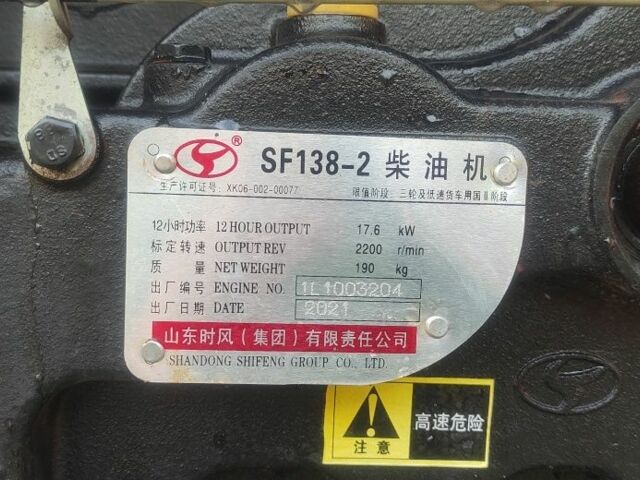 ® SF138-2 柴油机
生产许可证号: XK06-002-00077 限值阶段: 三轮及低速货车用国Ⅱ阶段
12小时功率 12 HOUR OUTPUT 17.6 kW
标定转速 OUTPUT REV 2200 r/min
质量 NET WEIGHT 190 kg
出厂编号 ENGINE NO. 1L1003204
出厂日期 DATE 2021
山东时风(集团)有限责任公司
SHANDONG SHIFENG GROUP CO., LTD.
高速危险
注意